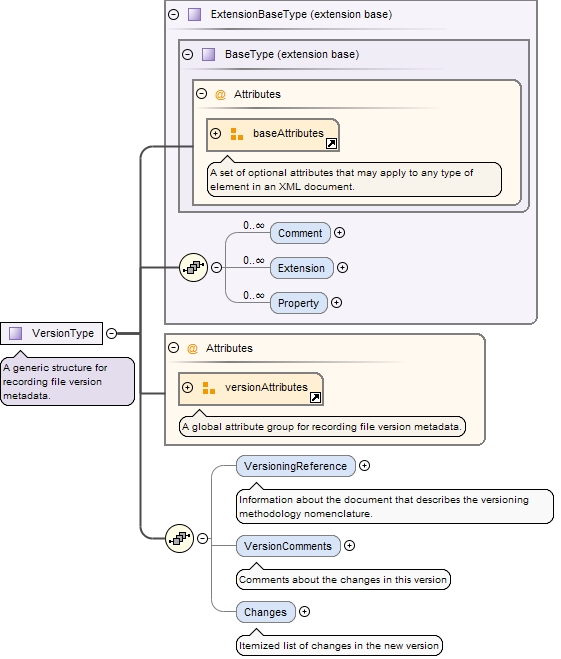 ExtensionBaseType (extension base)
BaseType (extension base)
@ Attributes
baseAttributes
A set of optional attributes that may apply to any type of
element in an XML document.
0..∞
Comment
0..∞
Extension
0..∞
Property
VersionType
A generic structure for
recording file version
metadata.
@ Attributes
versionAttributes
A global attribute group for recording file version metadata.
VersioningReference
Information about the document that describes the versioning
methodology nomenclature.
VersionComments
Comments about the changes in this version
Changes
Itemized list of changes in the new version